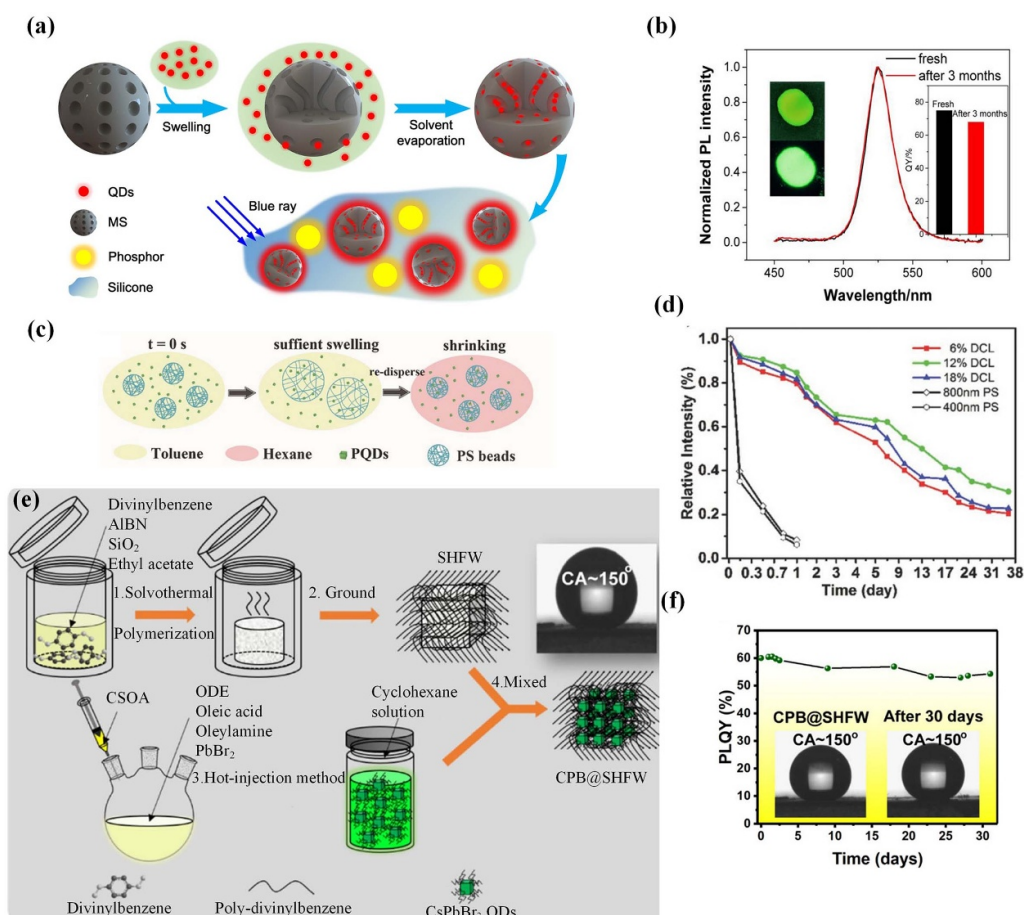 (a)
Swelling
Solvent
evaporation
QDs
MS
Phosphor
Silicone
Blue ray
(b)
Normalized PL intensity
1.0
0.8
0.6
0.4
0.2
0.0
450
500
550
600
Wavelength/nm
fresh
after 3 months
Fresh
After 3 months
QY/%
80
60
40
20
0
(c)
t = 0 s
suffient swelling
shrinking
re-disperse
Toluene
Hexane
PQDs
PS beads
(d)
Relative Intensity (%)
1.0
0.8
0.6
0.4
0.2
0.0
0 0.3 0.7 1 2 3 5 9 13 17 24 31 38
Time (day)
6% DCL
12% DCL
18% DCL
800nm PS
400nm PS
(e)
Divinylbenzene
AlBN
SiO2
Ethyl acetate
1.Solvothermal
Polymerization
2. Ground
SHFW
CA~150°
CSOA
ODE
Oleic acid
Oleylamine
PbBr2
3.Hot-injection method
Cyclohexane
solution
4.Mixed
CPB@SHFW
Divinylbenzene
Poly-divinylbenzene
CsPbBr3 QDs
(f)
PLQY (%)
70
60
50
40
30
20
10
0
0 5 10 15 20 25 30
Time (days)
CPB@SHFW
CA~150°
After 30 days
CA~150°